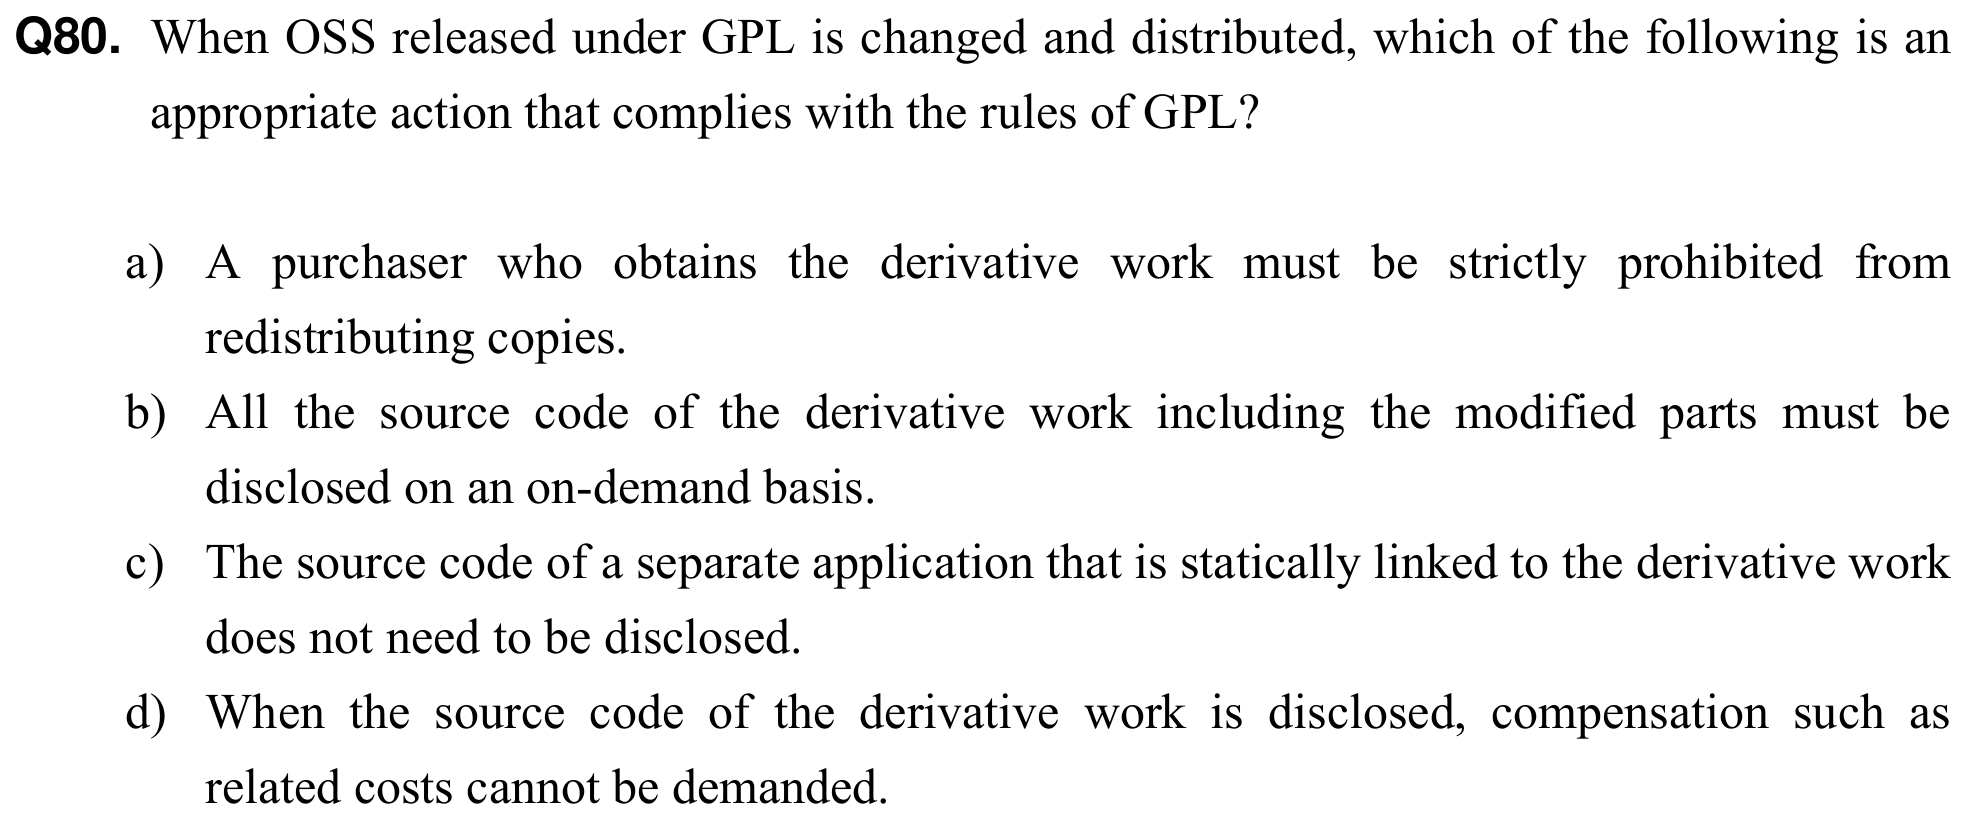 Q80. When OSS released under GPL is changed and distributed, which of the following is an
appropriate action that complies with the rules of GPL?
a) A purchaser who obtains the derivative work must be strictly prohibited from
redistributing copies.
b) All the source code of the derivative work including the modified parts must be
disclosed on an on-demand basis.
c) The source code of a separate application that is statically linked to the derivative work
does not need to be disclosed.
d) When the source code of the derivative work is disclosed, compensation such as
related costs cannot be demanded.